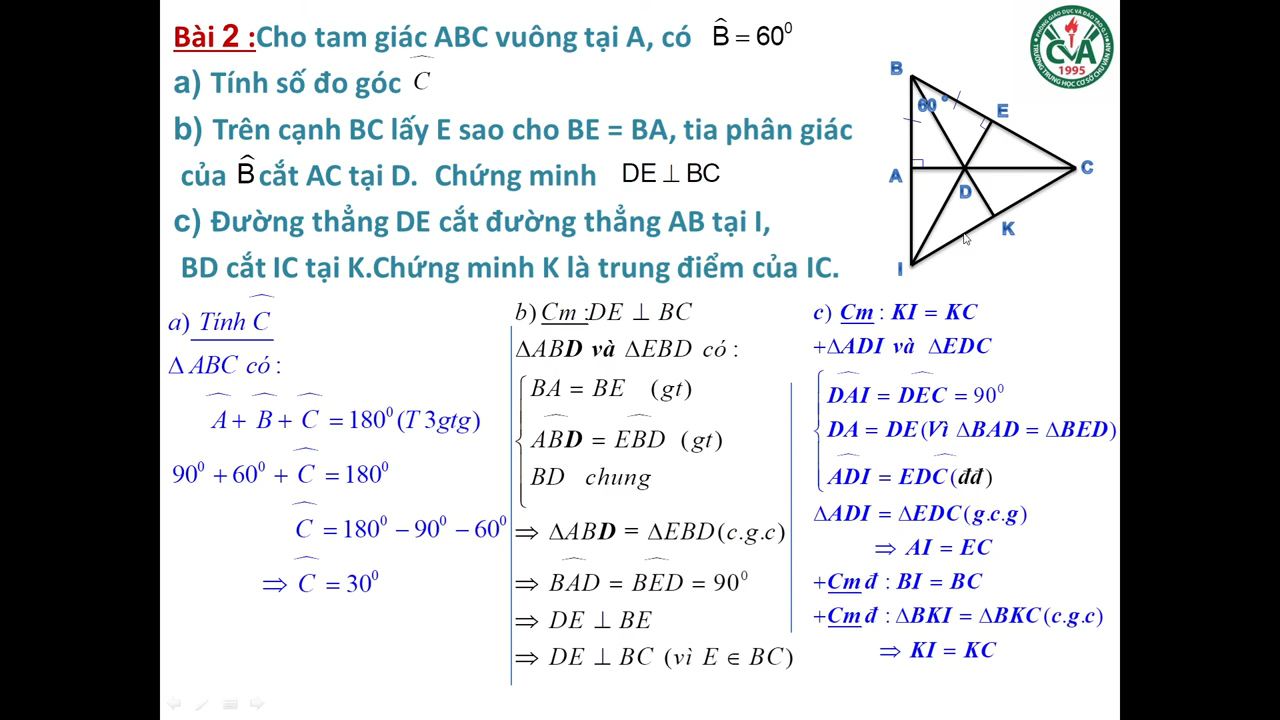 Bài 2 :Cho tam giác ABC vuông tại A, có B̂ = 60⁰
a) Tính số đo góc Ĉ
b) Trên cạnh BC lấy E sao cho BE = BA, tia phân giác
của B̂ cắt AC tại D. Chứng minh DE ⊥ BC
c) Đường thẳng DE cắt đường thẳng AB tại I,
BD cắt IC tại K.Chứng minh K là trung điểm của IC.
CVA
1995
B
60 °
E
A
C
D
K
I
a) Tính Ĉ
Δ ABC có :
Â + B̂ + Ĉ = 180⁰ (T 3gtg)
90⁰ + 60⁰ + Ĉ = 180⁰
Ĉ = 180⁰ − 90⁰ − 60⁰
⇒ Ĉ = 30⁰
b) Cm :DE ⊥ BC
ΔABD và ΔEBD có :
BA = BE (gt)
⌢ABD = ⌢EBD (gt)
BD chung
⇒ ΔABD = ΔEBD(c.g.c)
⇒ ⌢BAD = ⌢BED = 90⁰
⇒ DE ⊥ BE
⇒ DE ⊥ BC (vì E ∈ BC)
c) Cm : KI = KC
+ΔADI và ΔEDC
⌢DAI = ⌢DEC = 90⁰
DA = DE(Vì ΔBAD = ΔBED)
⌢ADI = ⌢EDC(đđ)
ΔADI = ΔEDC(g.c.g)
⇒ AI = EC
+Cmđ : BI = BC
+Cmđ : ΔBKI = ΔBKC(c.g.c)
⇒ KI = KC